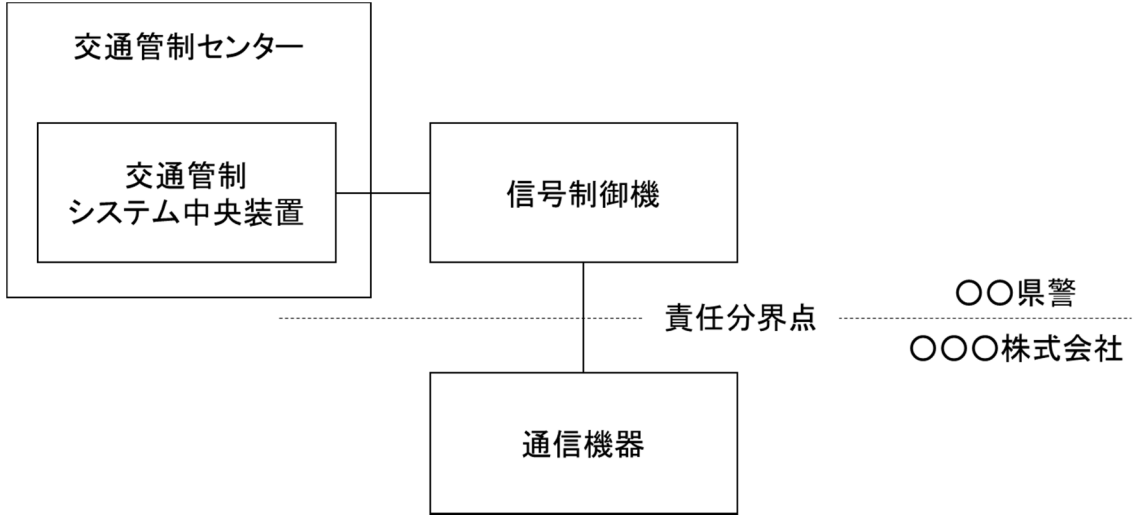 交通管制センター
交通管制
システム中央装置
信号制御機
責任分界点
〇〇県警
〇〇〇株式会社
通信機器